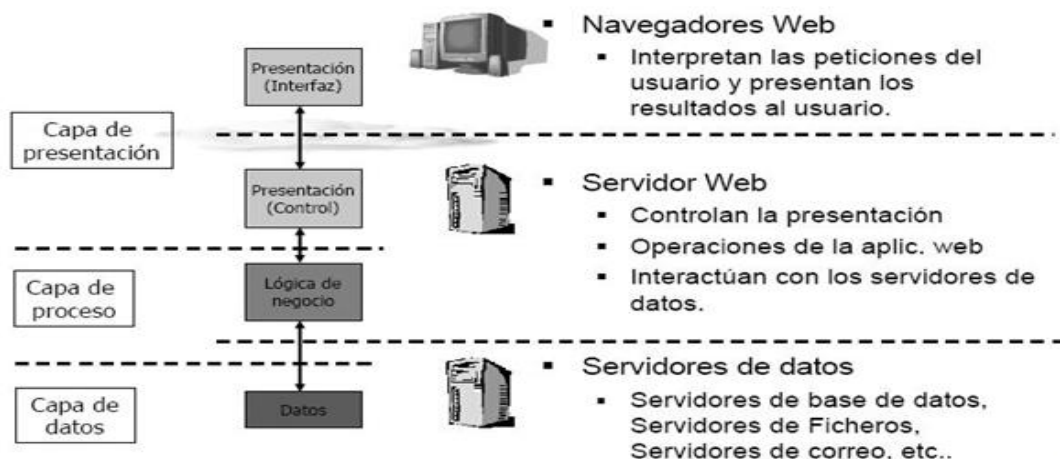 Capa de
presentación
Capa de
proceso
Capa de
datos
Presentación
(Interfaz)
Presentación
(Control)
Lógica de
negocio
Datos
▪ Navegadores Web
▪ Interpretan las peticiones del
usuario y presentan los
resultados al usuario.
▪ Servidor Web
▪ Controlan la presentación
▪ Operaciones de la aplic. web
▪ Interactúan con los servidores de
datos.
▪ Servidores de datos
▪ Servidores de base de datos,
Servidores de Ficheros,
Servidores de correo, etc..